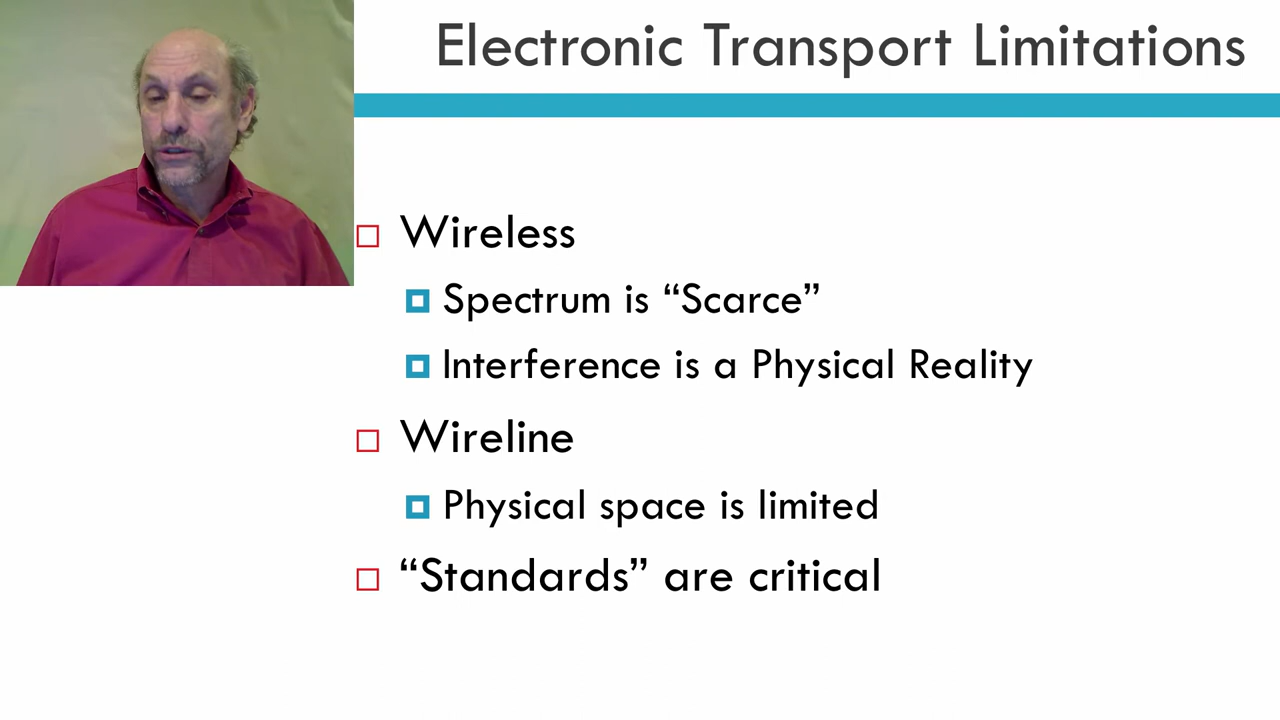 Electronic Transport Limitations
Wireless
Spectrum is “Scarce”
Interference is a Physical Reality
Wireline
Physical space is limited
“Standards” are critical